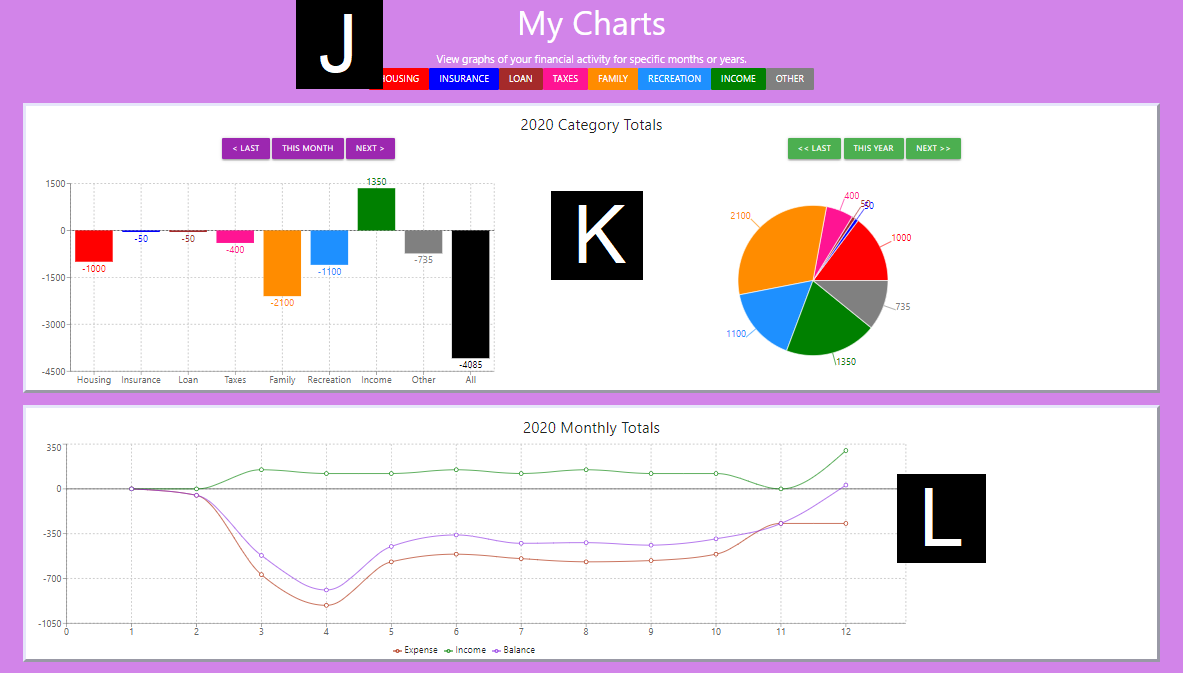 J
My Charts
View graphs of your financial activity for specific months or years.
HOUSING INSURANCE LOAN TAXES FAMILY RECREATION INCOME OTHER
2020 Category Totals
< LAST THIS MONTH NEXT >
<< LAST THIS YEAR NEXT >>
1500
0
-1500
-3000
-4500
-1000
-50
-50
-400
-2100
-1100
1350
-735
-4085
Housing Insurance Loan Taxes Family Recreation Income Other All
K
400
50
50
2100
1000
735
1100
1350
2020 Monthly Totals
350
0
-350
-700
-1050
0 1 2 3 4 5 6 7 8 9 10 11 12
Expense Income Balance
L